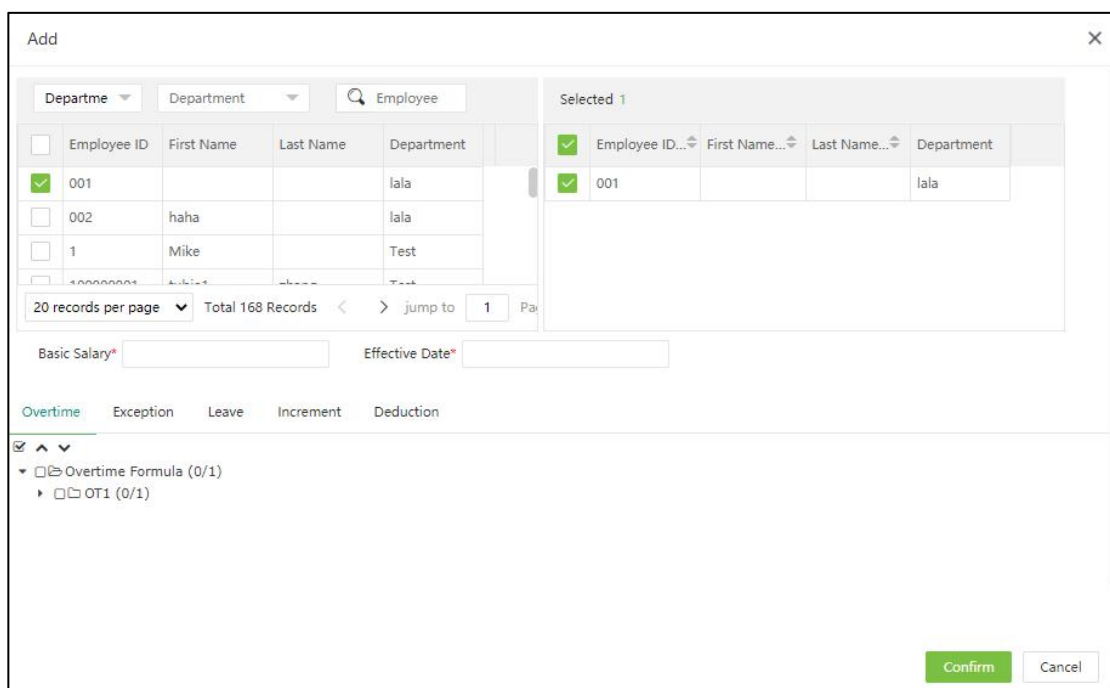 Add
Departme Department Employee
Employee ID First Name Last Name Department
001 lala
002 haha lala
1 Mike Test
20 records per page Total 168 Records jump to 1
Selected 1
Employee ID... First Name... Last Name... Department
001 lala
Basic Salary* Effective Date*
Overtime Exception Leave Increment Deduction
Overtime Formula (0/1)
OT1 (0/1)
Confirm Cancel